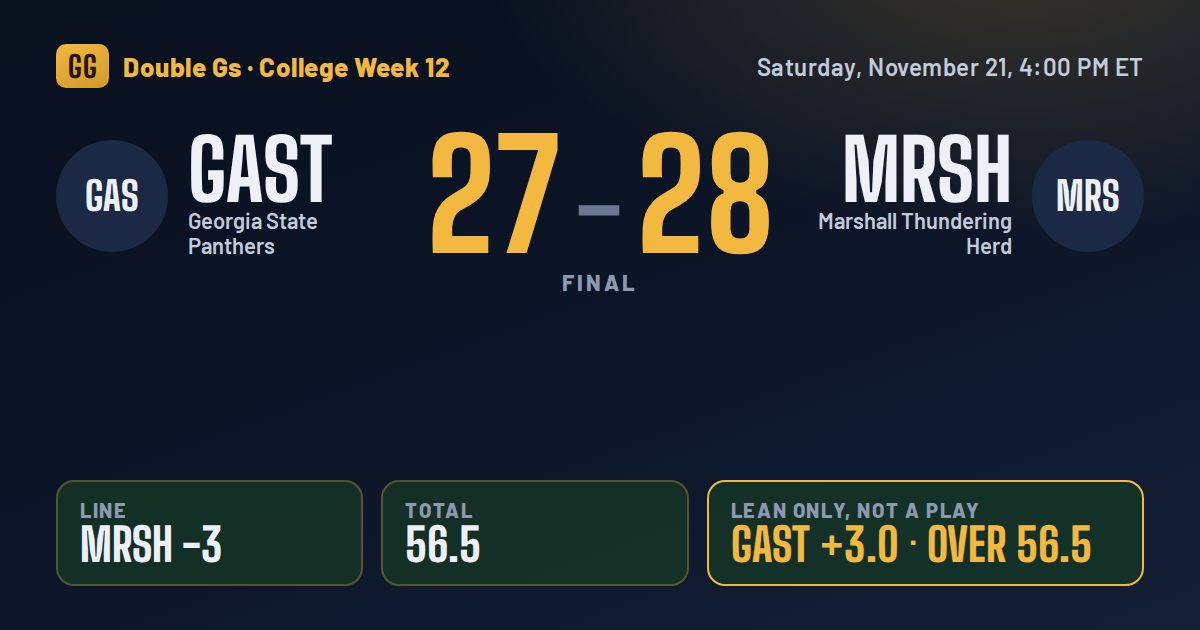 GG Double Gs · College Week 12
Saturday, November 21, 4:00 PM ET
GAS
GAST
Georgia State
Panthers
27 – 28
FINAL
MRSH
Marshall Thundering
Herd
MRS
LINE
MRSH −3
TOTAL
56.5
LEAN ONLY, NOT A PLAY
GAST +3.0 · OVER 56.5